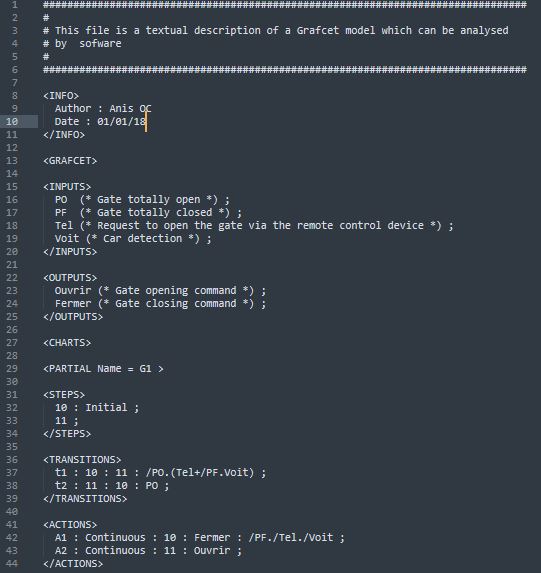 1 ################################################################################
2 #
3 # This file is a textual description of a Grafcet model which can be analysed
4 # by  sofware
5 #
6 ################################################################################
7
8 <INFO>
9   Author : Anis OC
10   Date : 01/01/18
11 </INFO>
12
13 <GRAFCET>
14
15 <INPUTS>
16   PO  (* Gate totally open *) ;
17   PF  (* Gate totally closed *) ;
18   Tel (* Request to open the gate via the remote control device *) ;
19   Voit (* Car detection *) ;
20 </INPUTS>
21
22 <OUTPUTS>
23   Ouvrir (* Gate opening command *) ;
24   Fermer (* Gate closing command *) ;
25 </OUTPUTS>
26
27 <CHARTS>
28
29 <PARTIAL Name = G1 >
30
31 <STEPS>
32   10 : Initial ;
33   11 ;
34 </STEPS>
35
36 <TRANSITIONS>
37   t1 : 10 : 11 : /PO.(Tel+/PF.Voit) ;
38   t2 : 11 : 10 : PO ;
39 </TRANSITIONS>
40
41 <ACTIONS>
42   A1 : Continuous : 10 : Fermer : /PF./Tel./Voit ;
43   A2 : Continuous : 11 : Ouvrir ;
44 </ACTIONS>